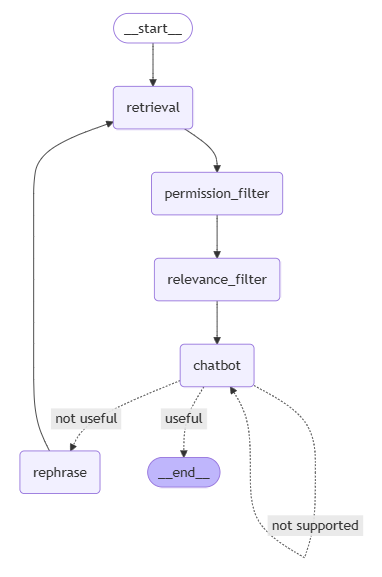 __start__
retrieval
permission_filter
relevance_filter
chatbot
not useful
useful
rephrase
__end__
not supported